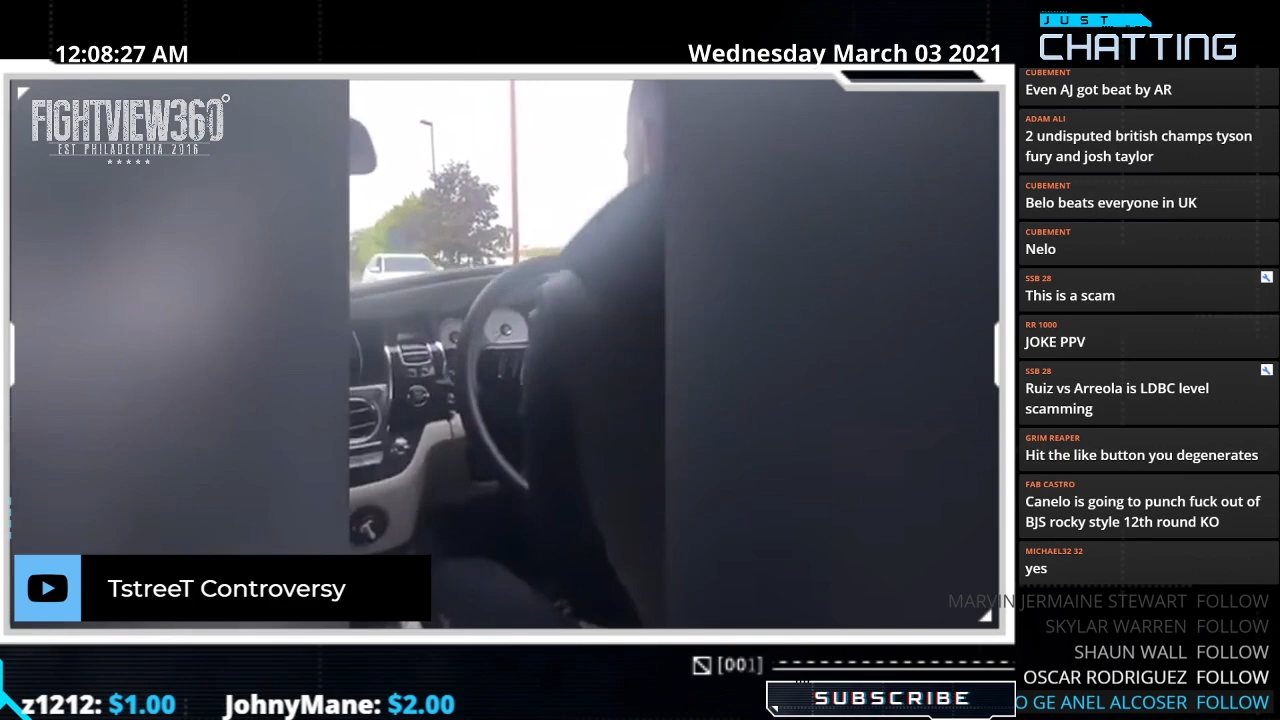 12:08:27 AM
Wednesday March 03 2021
JUST
CHATTING
FIGHTVIEW360°
EST PHILADELPHIA 2016
CUBEMENT
Even AJ got beat by AR
ADAM ALI
2 undisputed british champs tyson
fury and josh taylor
CUBEMENT
Belo beats everyone in UK
CUBEMENT
Nelo
SSB 28
This is a scam
RR 1000
JOKE PPV
SSB 28
Ruiz vs Arreola is LDBC level
scamming
GRIM REAPER
Hit the like button you degenerates
FAB CASTRO
Canelo is going to punch fuck out of
BJS rocky style 12th round KO
MICHAEL32 32
yes
TstreeT Controversy
MARVIN JERMAINE STEWART FOLLOW
SKYLAR WARREN FOLLOW
SHAUN WALL FOLLOW
OSCAR RODRIGUEZ FOLLOW
O GE ANEL ALCOSER FOLLOW
[001]
SUBSCRIBE
z1212: $1.00 JohnyMane: $2.00